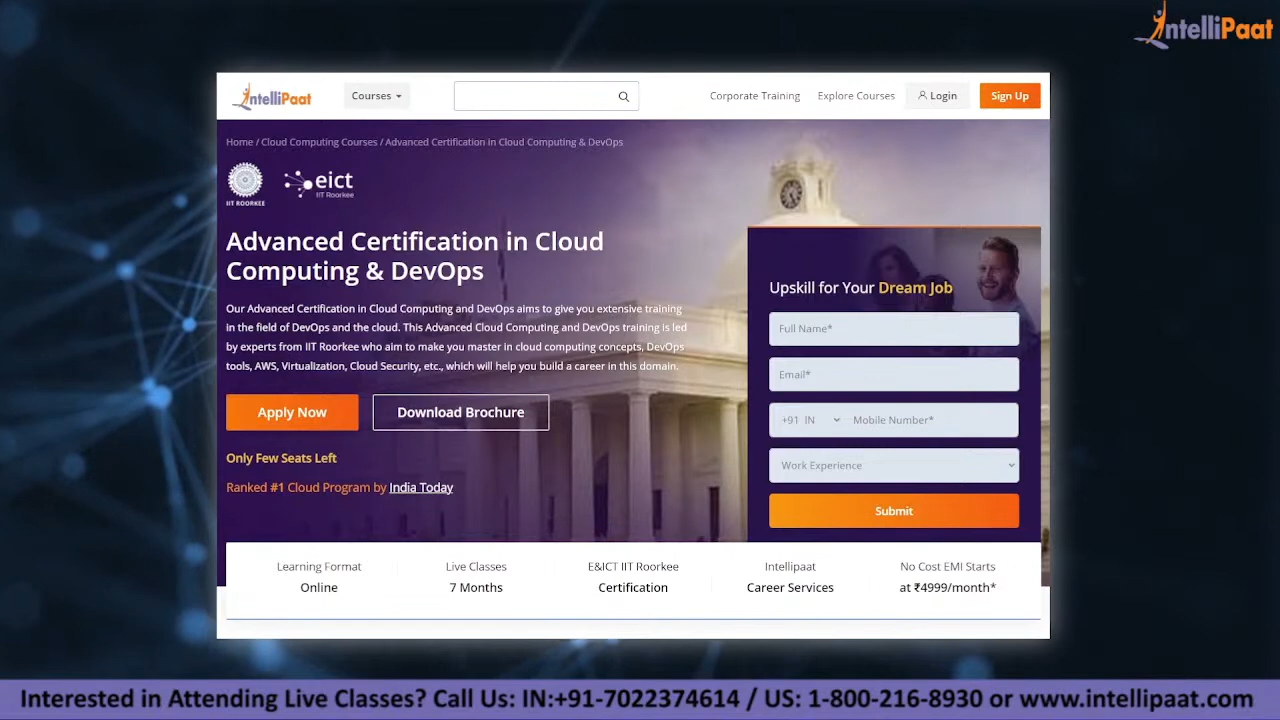 IntelliPaat
IntelliPaat
Courses
Corporate Training
Explore Courses
Login
Sign Up
Home / Cloud Computing Courses / Advanced Certification in Cloud Computing & DevOps
IIT ROORKEE
eict
IIT Roorkee
Advanced Certification in Cloud
Computing & DevOps
Our Advanced Certification in Cloud Computing and DevOps aims to give you extensive training
in the field of DevOps and the cloud. This Advanced Cloud Computing and DevOps training is led
by experts from IIT Roorkee who aim to make you master in cloud computing concepts, DevOps
tools, AWS, Virtualization, Cloud Security, etc., which will help you build a career in this domain.
Apply Now
Download Brochure
Only Few Seats Left
Ranked #1 Cloud Program by India Today
Upskill for Your Dream Job
Full Name*
Email*
+91 IN
Mobile Number*
Work Experience
Submit
Learning Format
Online
Live Classes
7 Months
E&ICT IIT Roorkee
Certification
Intellipaat
Career Services
No Cost EMI Starts
at ₹4999/month*
Interested in Attending Live Classes? Call Us: IN:+91-7022374614 / US: 1-800-216-8930 or www.intellipaat.com